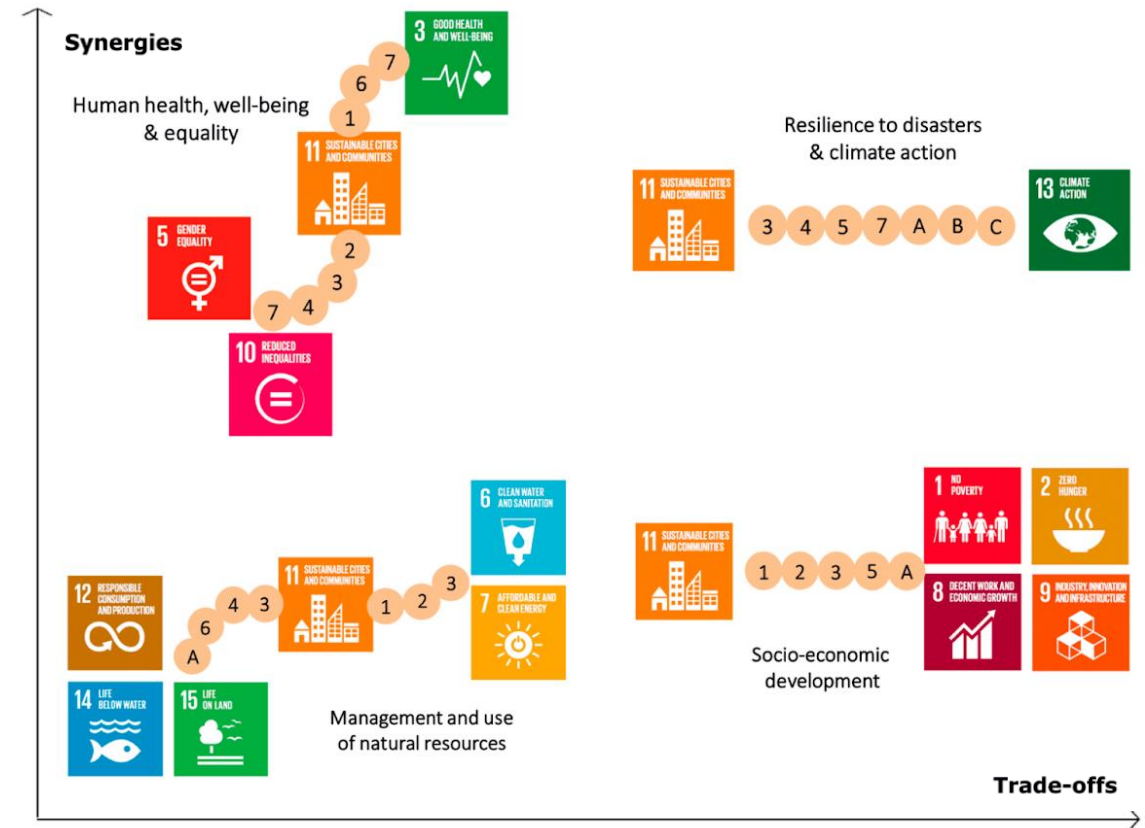 Synergies
Human health, well-being
& equality
3 GOOD HEALTH
AND WELL-BEING
7
6
1
11 SUSTAINABLE CITIES
AND COMMUNITIES
5 GENDER
EQUALITY
2
3
4
7
10 REDUCED
INEQUALITIES
Resilience to disasters
& climate action
11 SUSTAINABLE CITIES
AND COMMUNITIES
3 4 5 7 A B C
13 CLIMATE
ACTION
12 RESPONSIBLE
CONSUMPTION
AND PRODUCTION
A
6
4
3
11 SUSTAINABLE CITIES
AND COMMUNITIES
1
2
3
6 CLEAN WATER
AND SANITATION
7 AFFORDABLE AND
CLEAN ENERGY
14 LIFE
BELOW WATER
15 LIFE
ON LAND
Management and use
of natural resources
11 SUSTAINABLE CITIES
AND COMMUNITIES
1 2 3 5 A
1 NO
POVERTY
2 ZERO
HUNGER
8 DECENT WORK AND
ECONOMIC GROWTH
9 INDUSTRY, INNOVATION
AND INFRASTRUCTURE
Socio-economic
development
Trade-offs